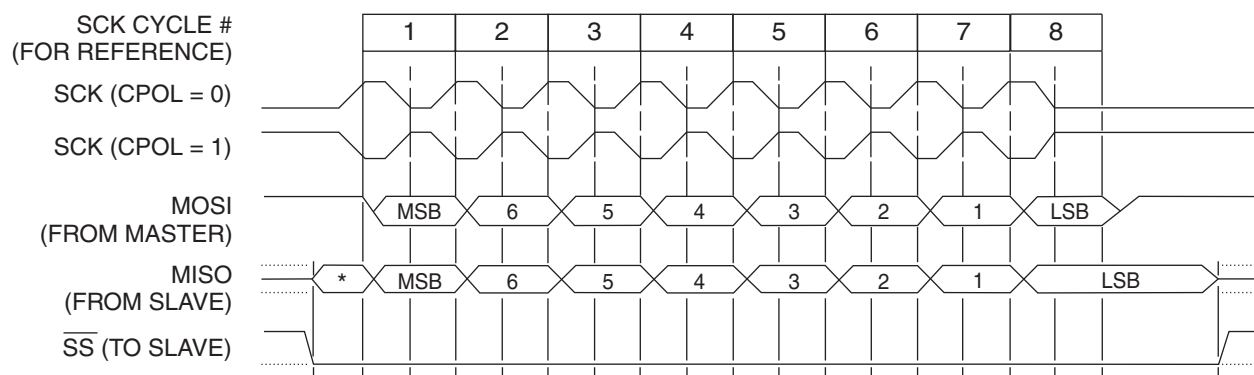 SCK CYCLE # 1 2 3 4 5 6 7 8
(FOR REFERENCE)
SCK (CPOL = 0)
SCK (CPOL = 1)
MOSI MSB 6 5 4 3 2 1 LSB
(FROM MASTER)
MISO * MSB 6 5 4 3 2 1 LSB
(FROM SLAVE)
SS (TO SLAVE)